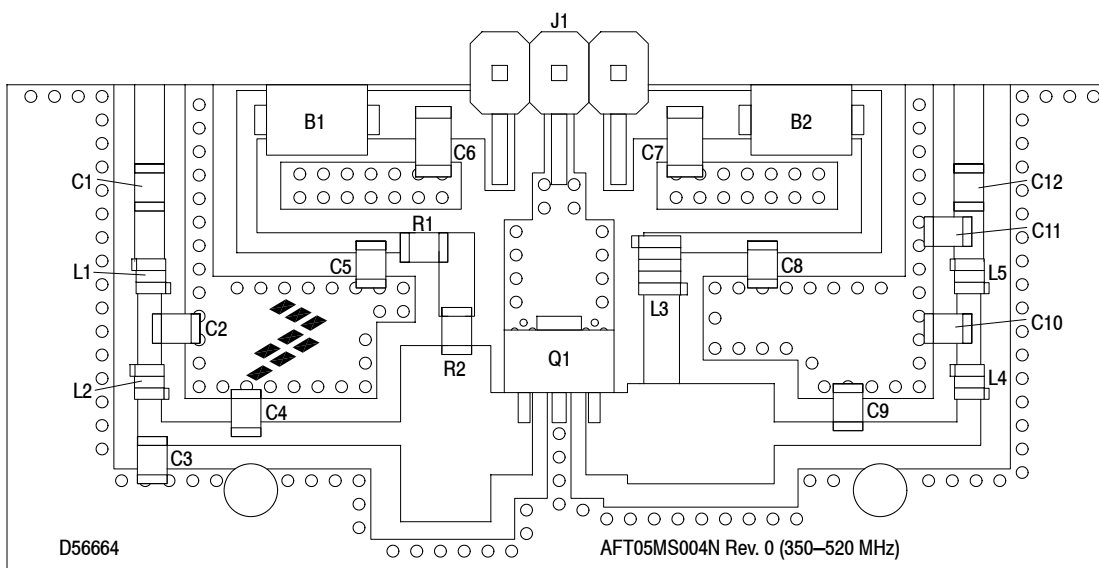 J1
B1
B2
C6
C7
C1
C12
R1
C11
C5
C8
L1
L5
L3
C2
C10
R2
Q1
L2
L4
C4
C9
C3
D56664
AFT05MS004N Rev. 0 (350–520 MHz)